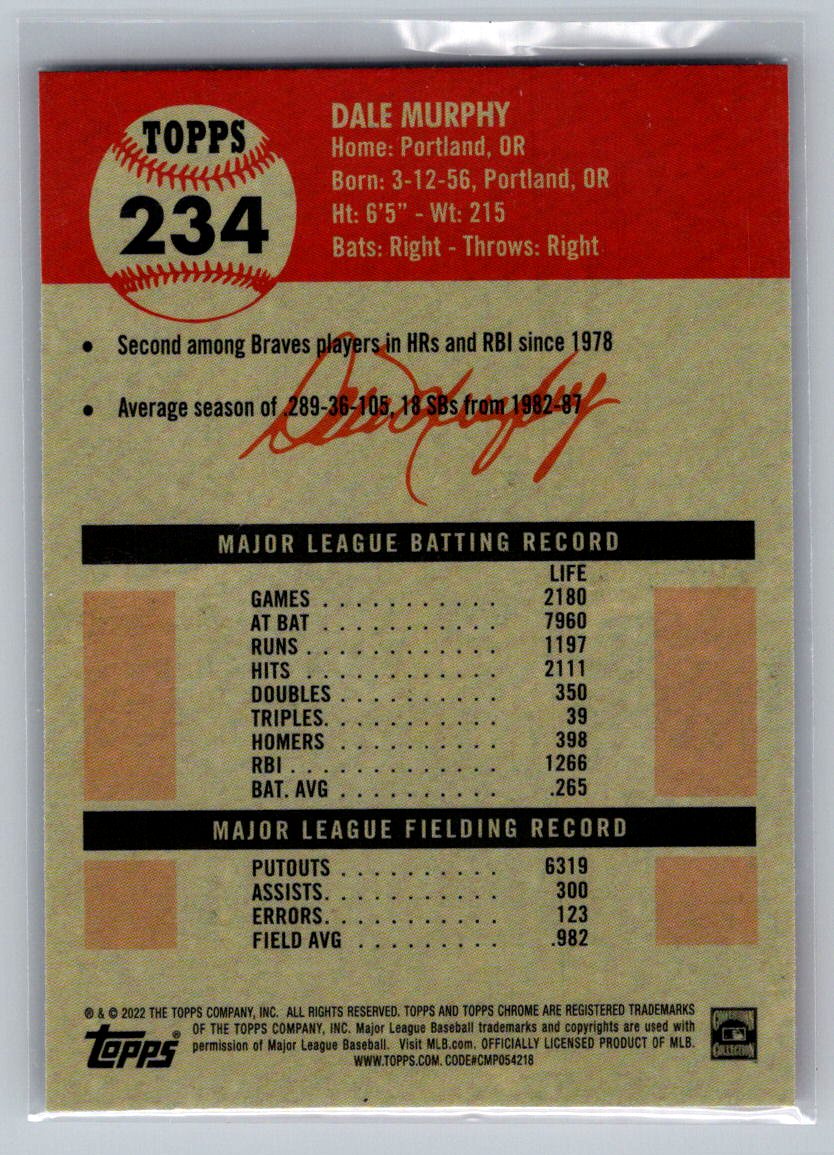 TOPPS
234
DALE MURPHY
Home: Portland, OR
Born: 3-12-56, Portland, OR
Ht: 6'5" - Wt: 215
Bats: Right - Throws: Right
• Second among Braves players in HRs and RBI since 1978
• Average season of .289-36-105, 18 SBs from 1982-87
Dale Murphy
MAJOR LEAGUE BATTING RECORD
LIFE
GAMES . . . . . . . . . . . 2180
AT BAT . . . . . . . . . . . 7960
RUNS . . . . . . . . . . . . 1197
HITS . . . . . . . . . . . 2111
DOUBLES . . . . . . . . . . 350
TRIPLES. . . . . . . . . . . 39
HOMERS . . . . . . . . . . 398
RBI . . . . . . . . . . . . . 1266
BAT. AVG . . . . . . . . . . .265
MAJOR LEAGUE FIELDING RECORD
PUTOUTS . . . . . . . . . . 6319
ASSISTS. . . . . . . . . . . 300
ERRORS. . . . . . . . . . . 123
FIELD AVG . . . . . . . . . .982
® & © 2022 THE TOPPS COMPANY, INC. ALL RIGHTS RESERVED. TOPPS AND TOPPS CHROME ARE REGISTERED TRADEMARKS
OF THE TOPPS COMPANY, INC. Major League Baseball trademarks and copyrights are used with
permission of Major League Baseball. Visit MLB.com. OFFICIALLY LICENSED PRODUCT OF MLB.
WWW.TOPPS.COM. CODE#CMP054218
Topps®
COOPERSTOWN
COLLECTION